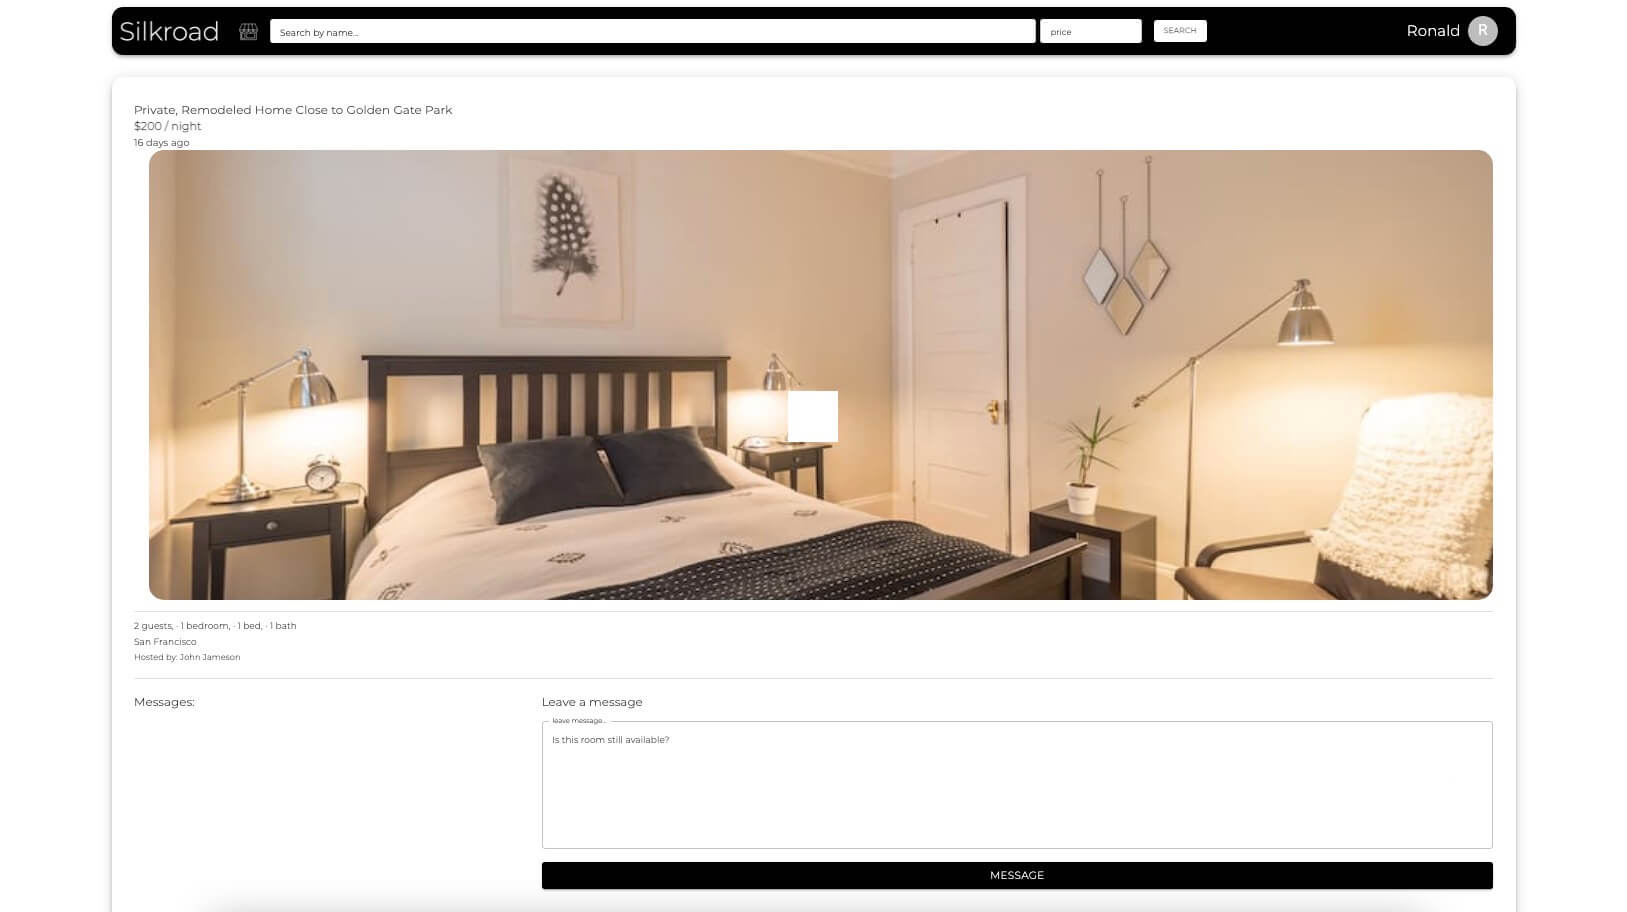 Silkroad
Search by name...
price
SEARCH
Ronald
R
Private, Remodeled Home Close to Golden Gate Park
$200 / night
16 days ago
2 guests, · 1 bedroom, · 1 bed, · 1 bath
San Francisco
Hosted by: John Jameson
Messages:
Leave a message
leave message...
Is this room still available?
MESSAGE